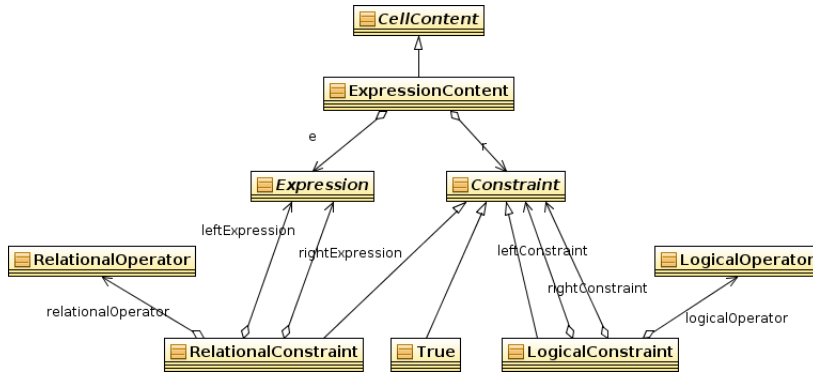 CellContent
ExpressionContent
e
r
Expression
Constraint
leftExpression
leftConstraint
rightExpression
RelationalOperator
LogicalOperator
rightConstraint
relationalOperator
logicalOperator
RelationalConstraint
True
LogicalConstraint